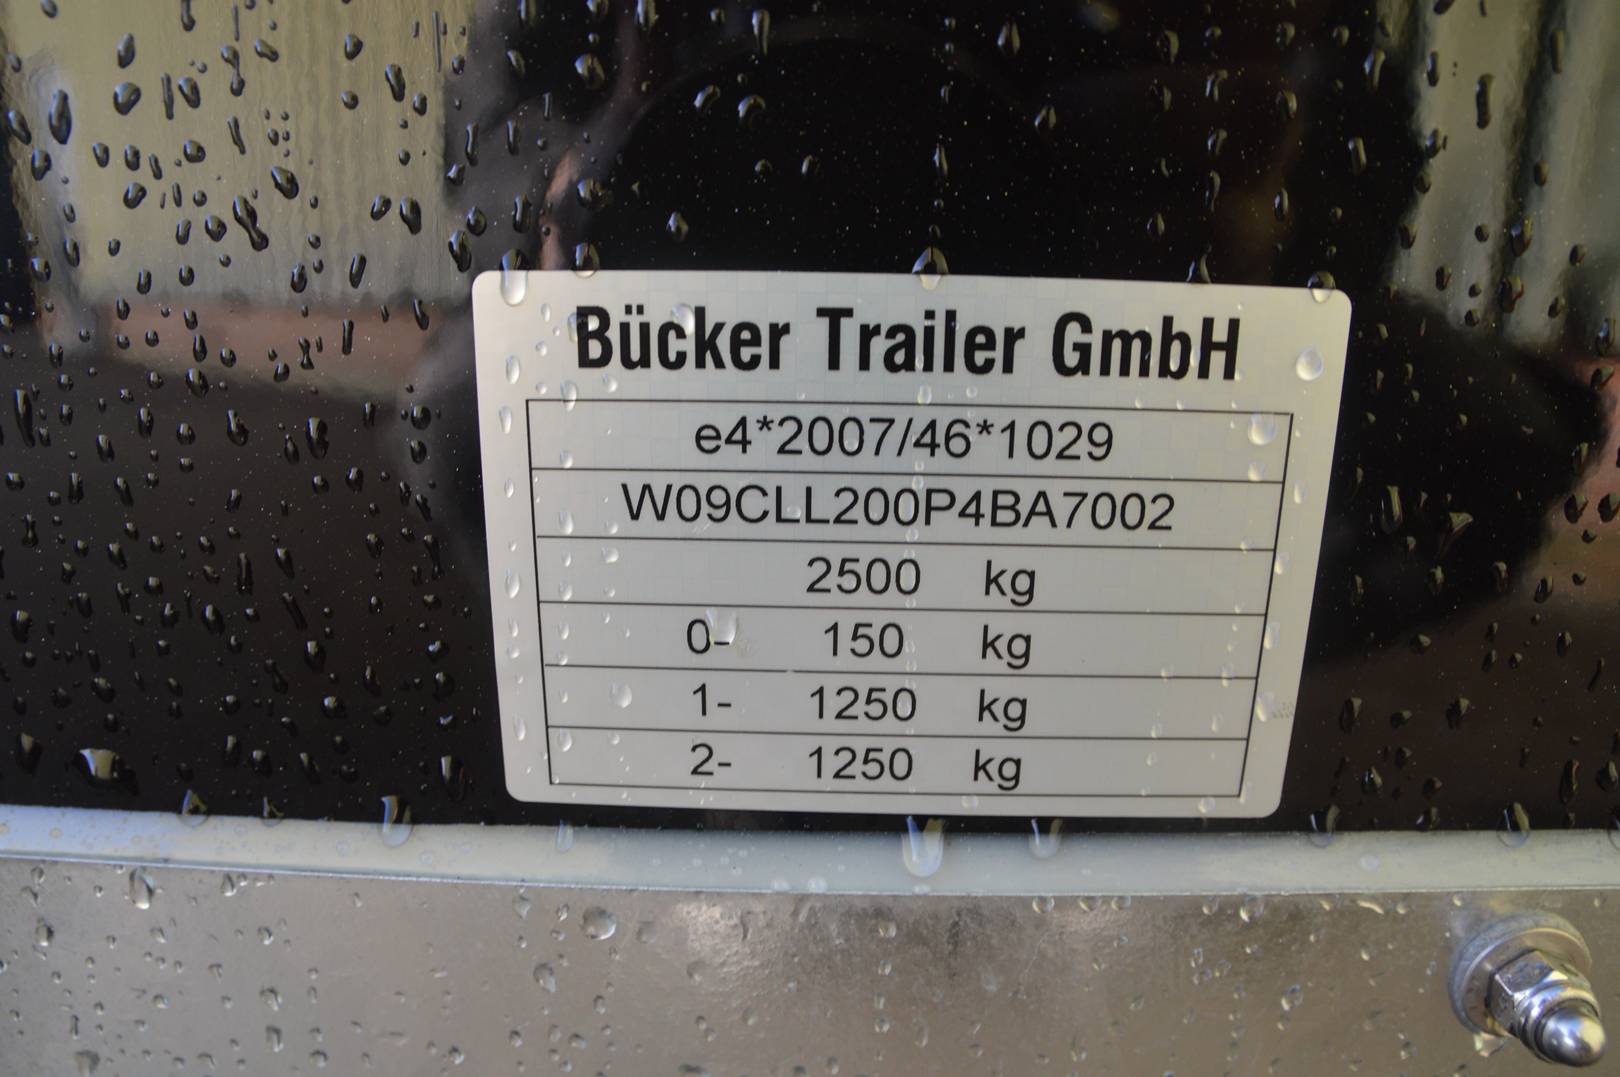 Bücker Trailer GmbH
e4*2007/46*1029
W09CLL200P4BA7002
2500 kg
0- 150 kg
1- 1250 kg
2- 1250 kg